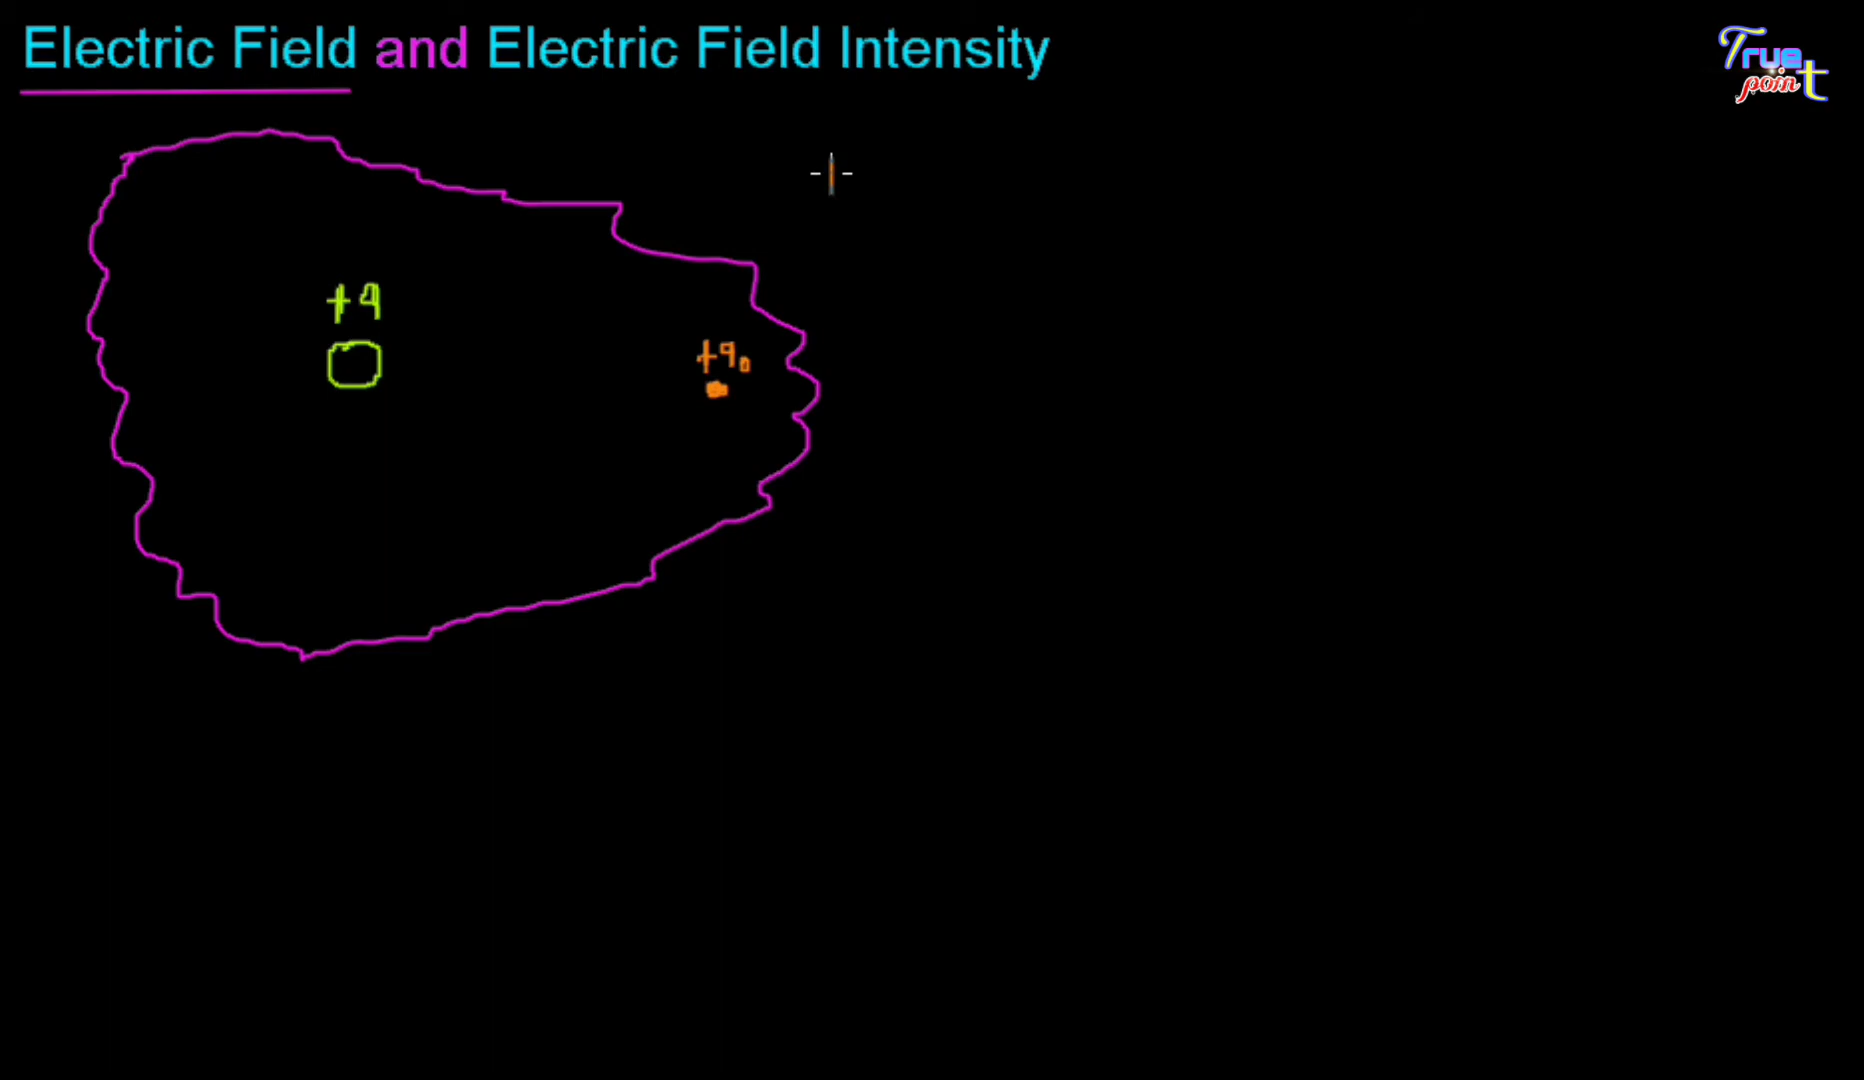 Electric Field and Electric Field Intensity
True
point
+q
+q₀